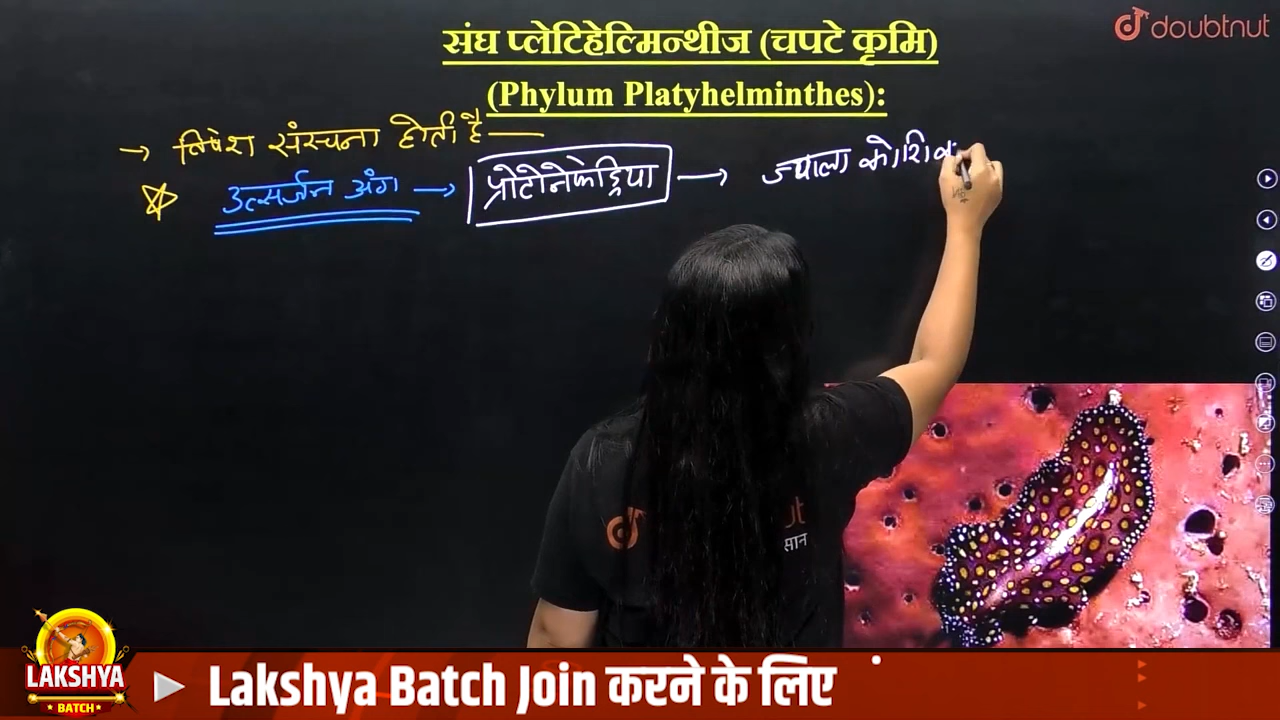 doubtnut
संघ प्लेटिहेल्मिन्थीज (चपटे कृमि)
(Phylum Platyhelminthes):
→ विशेष संरचना होती है —
उत्सर्जन अंग → प्रोटोनेफ्रेडिया → ज्वाला कोशिक
सान
LAKSHYA
BATCH
Lakshya Batch Join करने के लिए